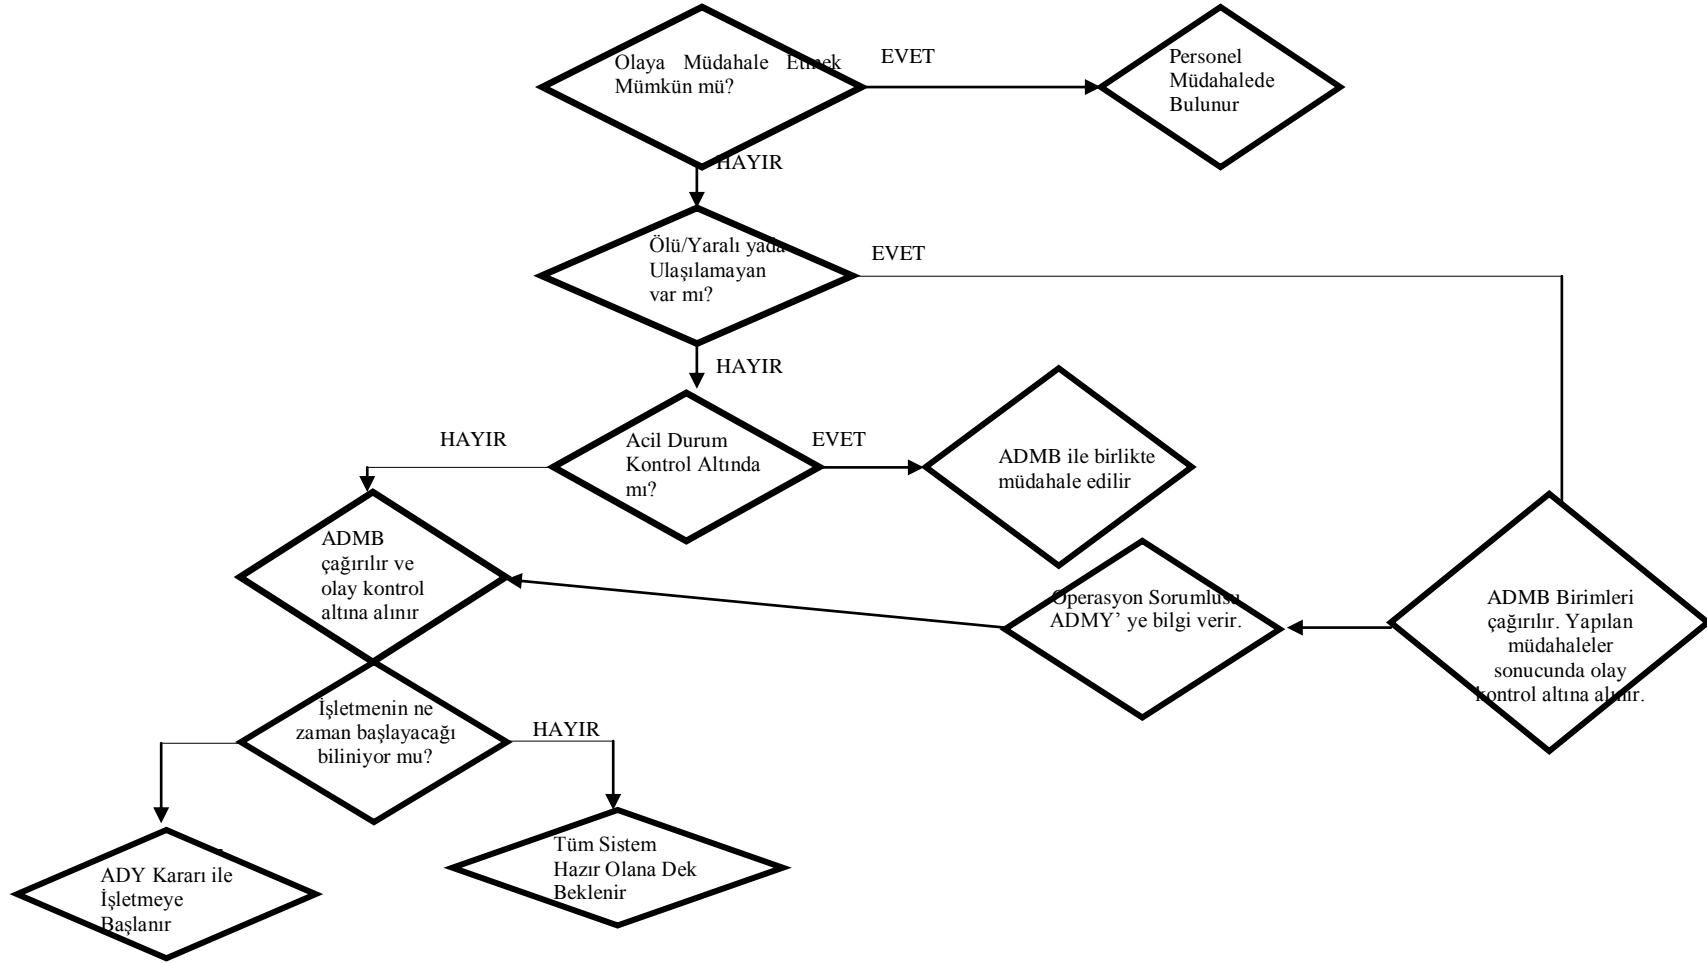 Olaya Müdahale Etmek
Mümkün mü?
EVET
Personel
Müdahalede
Bulunur
HAYIR
Ölü/Yaralı yada
Ulaşılamayan
var mı?
EVET
HAYIR
HAYIR
Acil Durum
Kontrol Altında
mı?
EVET
ADMB ile birlikte
müdahale edilir
ADMB
çağırılır ve
olay kontrol
altına alınır
Operasyon Sorumlusu
ADMY’ ye bilgi verir.
ADMB Birimleri
çağırılır. Yapılan
müdahaleler
sonucunda olay
kontrol altına alınır.
İşletmenin ne
zaman başlayacağı
biliniyor mu?
HAYIR
ADY Kararı ile
İşletmeye
Başlanır
Tüm Sistem
Hazır Olana Dek
Beklenir